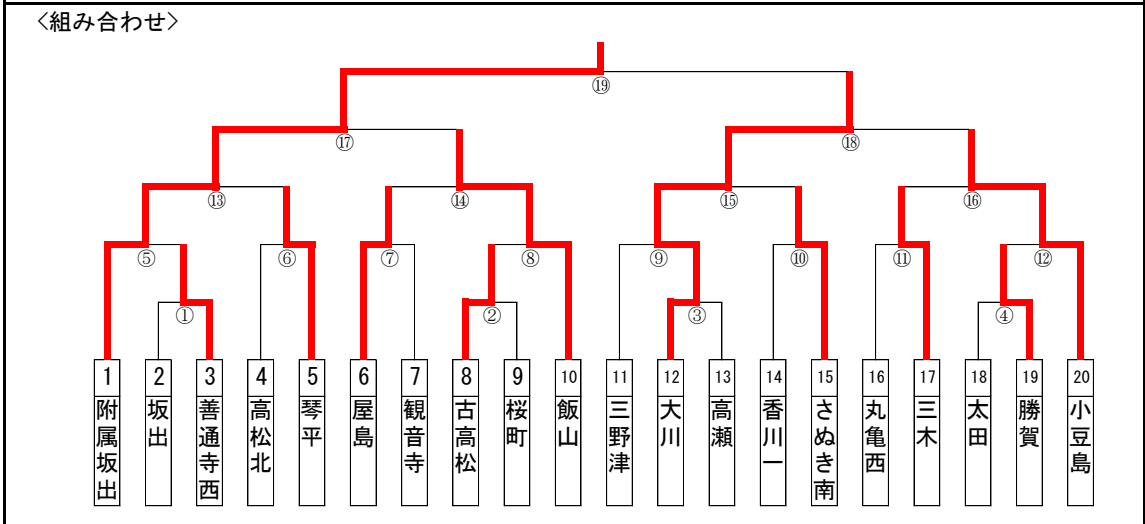 <組み合わせ>
⑲
⑰ ⑱
⑬ ⑭ ⑮ ⑯
⑤ ⑥ ⑦ ⑧ ⑨ ⑩ ⑪ ⑫
① ② ③ ④
1 2 3 4 5 6 7 8 9 10 11 12 13 14 15 16 17 18 19 20
附属坂出
坂出
善通寺西
高松北
琴平
屋島
観音寺
古高松
桜町
飯山
三野津
大川
高瀬
香川一
さぬき南
丸亀西
三木
太田
勝賀
小豆島